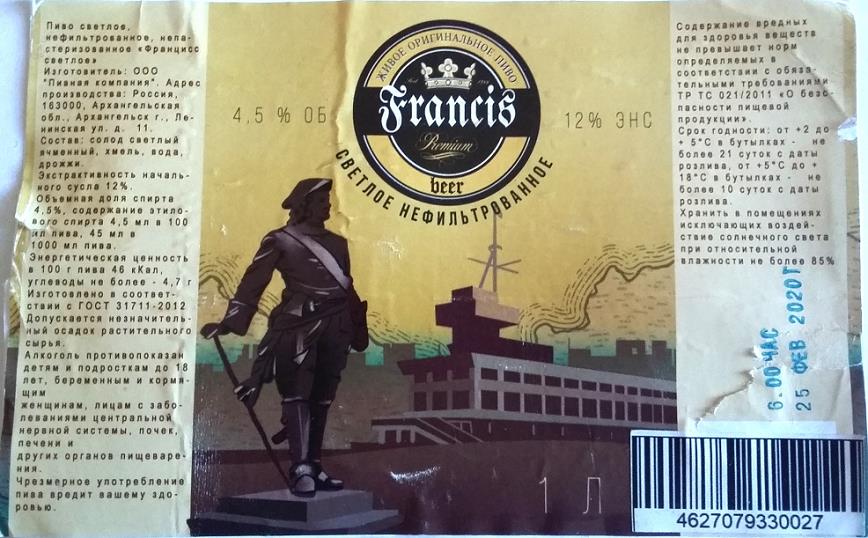 Пиво светлое,
нефильтрованное, непа-
стеризованное «Францисс
светлое»
Изготовитель: ООО
"Пивная компания". Адрес
производства: Россия,
163000, Архангельская
обл., Архангельск г., Ле-
нинская ул. д. 11.
Состав: солод светлый
ячменный, хмель, вода,
дрожжи.
Экстрактивность началь-
ного сусла 12%.
Объемная доля спирта
4,5%, содержание этило-
вого спирта 4,5 мл в 100
мл пива, 45 мл в
1000 мл пива.
Энергетическая ценность
в 100 г пива 46 кКал,
углеводы не более - 4,7 г
Изготовлено в соответ-
ствии с ГОСТ 31711-2012
Допускается незначитель-
ный осадок растительного
сырья.
Алкоголь противопоказан
детям и подросткам до 18
лет, беременным и кормя-
щим
женщинам, лицам с забо-
леваниями центральной
нервной системы, почек,
печени и
других органов пищеваре-
ния.
Чрезмерное употребление
пива вредит вашему здо-
ровью.
ЖИВОЕ ОРИГИНАЛЬНОЕ ПИВО
Francis
Premium
beer
4,5 % ОБ
12% ЭНС
СВЕТЛОЕ НЕФИЛЬТРОВАННОЕ
1 Л
Содержание вредных
для здоровья веществ
не превышает норм
определяемых в
соответствии с обяза-
тельными требованиями
ТР ТС 021/2011 «О безо-
пасности пищевой
продукции».
Срок годности: от +2 до
+ 5°С в бутылках - не
более 21 суток с даты
розлива, от +5° до +
18°С в бутылках - не
более 10 суток с даты
розлива.
Хранить в помещениях
исключающих воздей-
ствие солнечного света
при относительной
влажности не более 85%
6.00 ЧАС
25 ФЕВ 2020Г
4627079330027